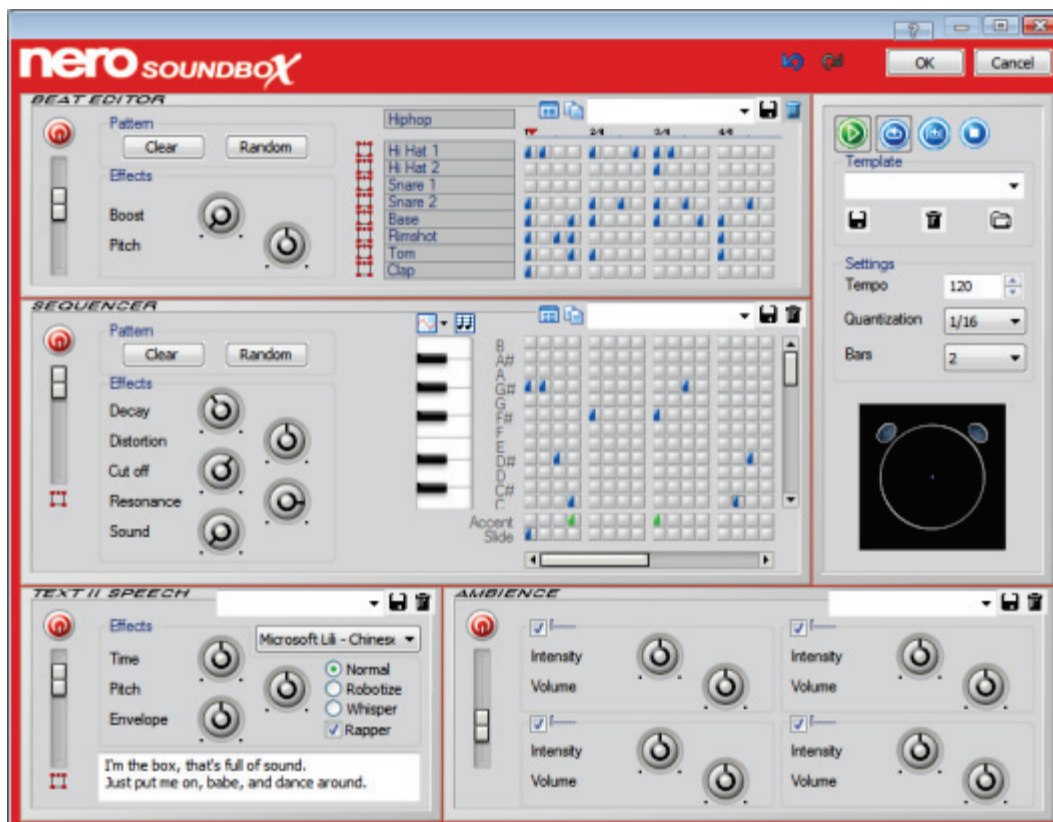 ?
nero SOUNDBOX
OK
Cancel
BEAT EDITOR
Pattern
Clear
Random
Effects
Boost
Pitch
Hiphop
1 2/4 3/4 4/4
Hi Hat 1
Hi Hat 2
Snare 1
Snare 2
Base
Rimshot
Tom
Clap
Template
Settings
Tempo 120
Quantization 1/16
Bars 2
SEQUENCER
Pattern
Clear
Random
Effects
Decay
Distortion
Cut off
Resonance
Sound
B
A#
A
G#
G
F#
F
E
D#
D
C#
C
Accent
Slide
TEXT II SPEECH
Effects
Time
Pitch
Envelope
Microsoft Lili - Chinese
Normal
Robotize
Whisper
Rapper
I'm the box, that's full of sound.
Just put me on, babe, and dance around.
AMBIENCE
Intensity
Volume
Intensity
Volume
Intensity
Volume
Intensity
Volume